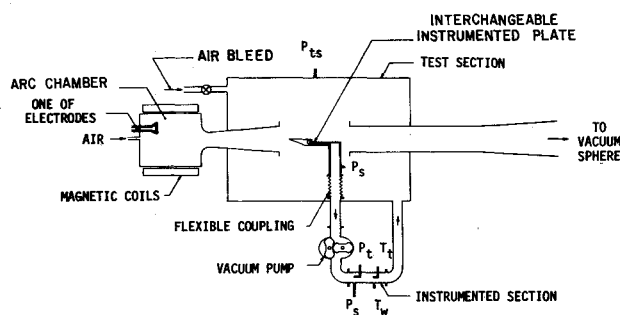 INTERCHANGEABLE
INSTRUMENTED PLATE
AIR BLEED
Pts
TEST SECTION
ARC CHAMBER
ONE OF
ELECTRODES
AIR
TO
VACUUM
SPHERE
MAGNETIC COILS
Ps
FLEXIBLE COUPLING
Pt Tt
VACUUM PUMP
INSTRUMENTED SECTION
Ps Tw